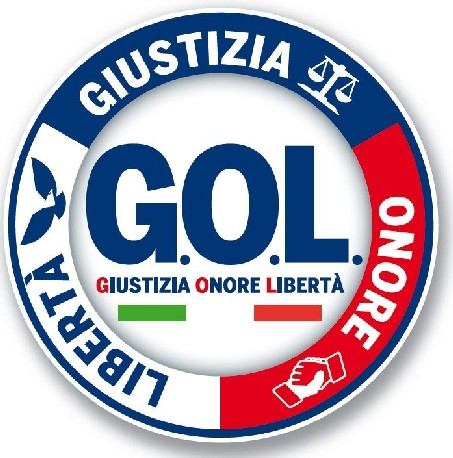 GIUSTIZIA
ONORE
LIBERTÀ
G.O.L.
GIUSTIZIA ONORE LIBERTÀ